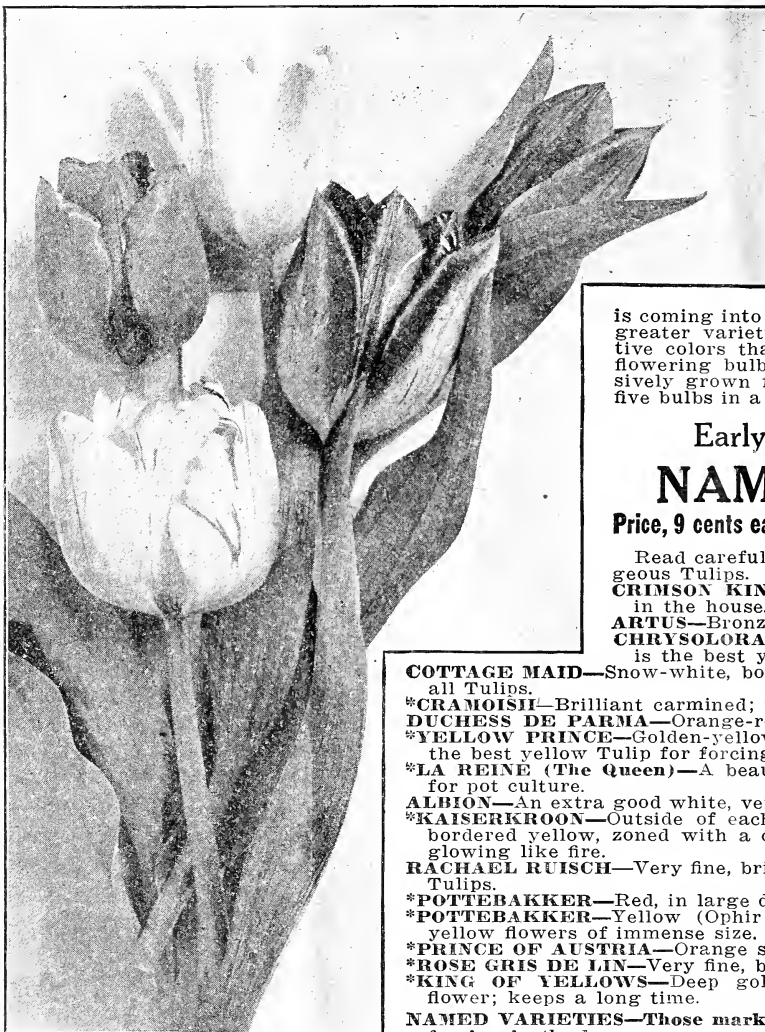 is coming into
greater variet
tive colors tha
flowering bulb
sively grown
five bulbs in a
Early
NAM
Price, 9 cents ea
Read careful
geous Tulips.
CRIMSON KIN
in the house.
ARTUS—Bronz
CHRYSOLORA
is the best y
COTTAGE MAID—Snow-white, bo
all Tulips.
*CRAMOISII—Brilliant carmined;
DUCHESS DE PARMA—Orange-r
*YELLOW PRINCE—Golden-yellow
the best yellow Tulip for forcing
*LA REINE (The Queen)—A beau
for pot culture.
ALBION—An extra good white, ve
*KAISERKROON—Outside of each
bordered yellow, zoned with a
glowing like fire.
RACHAEL RUISCH—Very fine, bri
Tulips.
*POTTEBAKKER—Red, in large d
*POTTEBAKKER—Yellow (Ophir
yellow flowers of immense size.
*PRINCE OF AUSTRIA—Orange s
*ROSE GRIS DE LIN—Very fine, b
*KING OF YELLOWS—Deep gol
flower; keeps a long time.
NAMED VARIETIES—Those mark